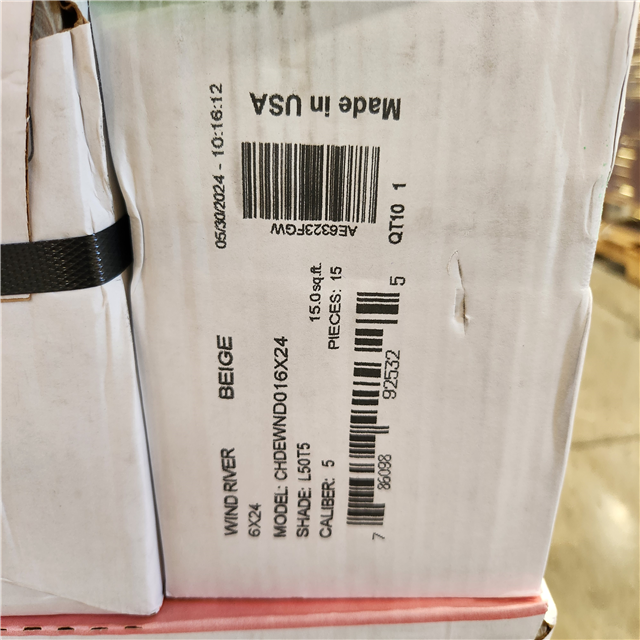 WIND RIVER BEIGE
6X24
MODEL: CHDEWND016X24
SHADE: L50T5
CALIBER: 5
15.0 sq.ft.
PIECES: 15
7 86098 92532 5
05/30/2024 - 10:16:12
AE6323FGW
QT10 1
Made in USA